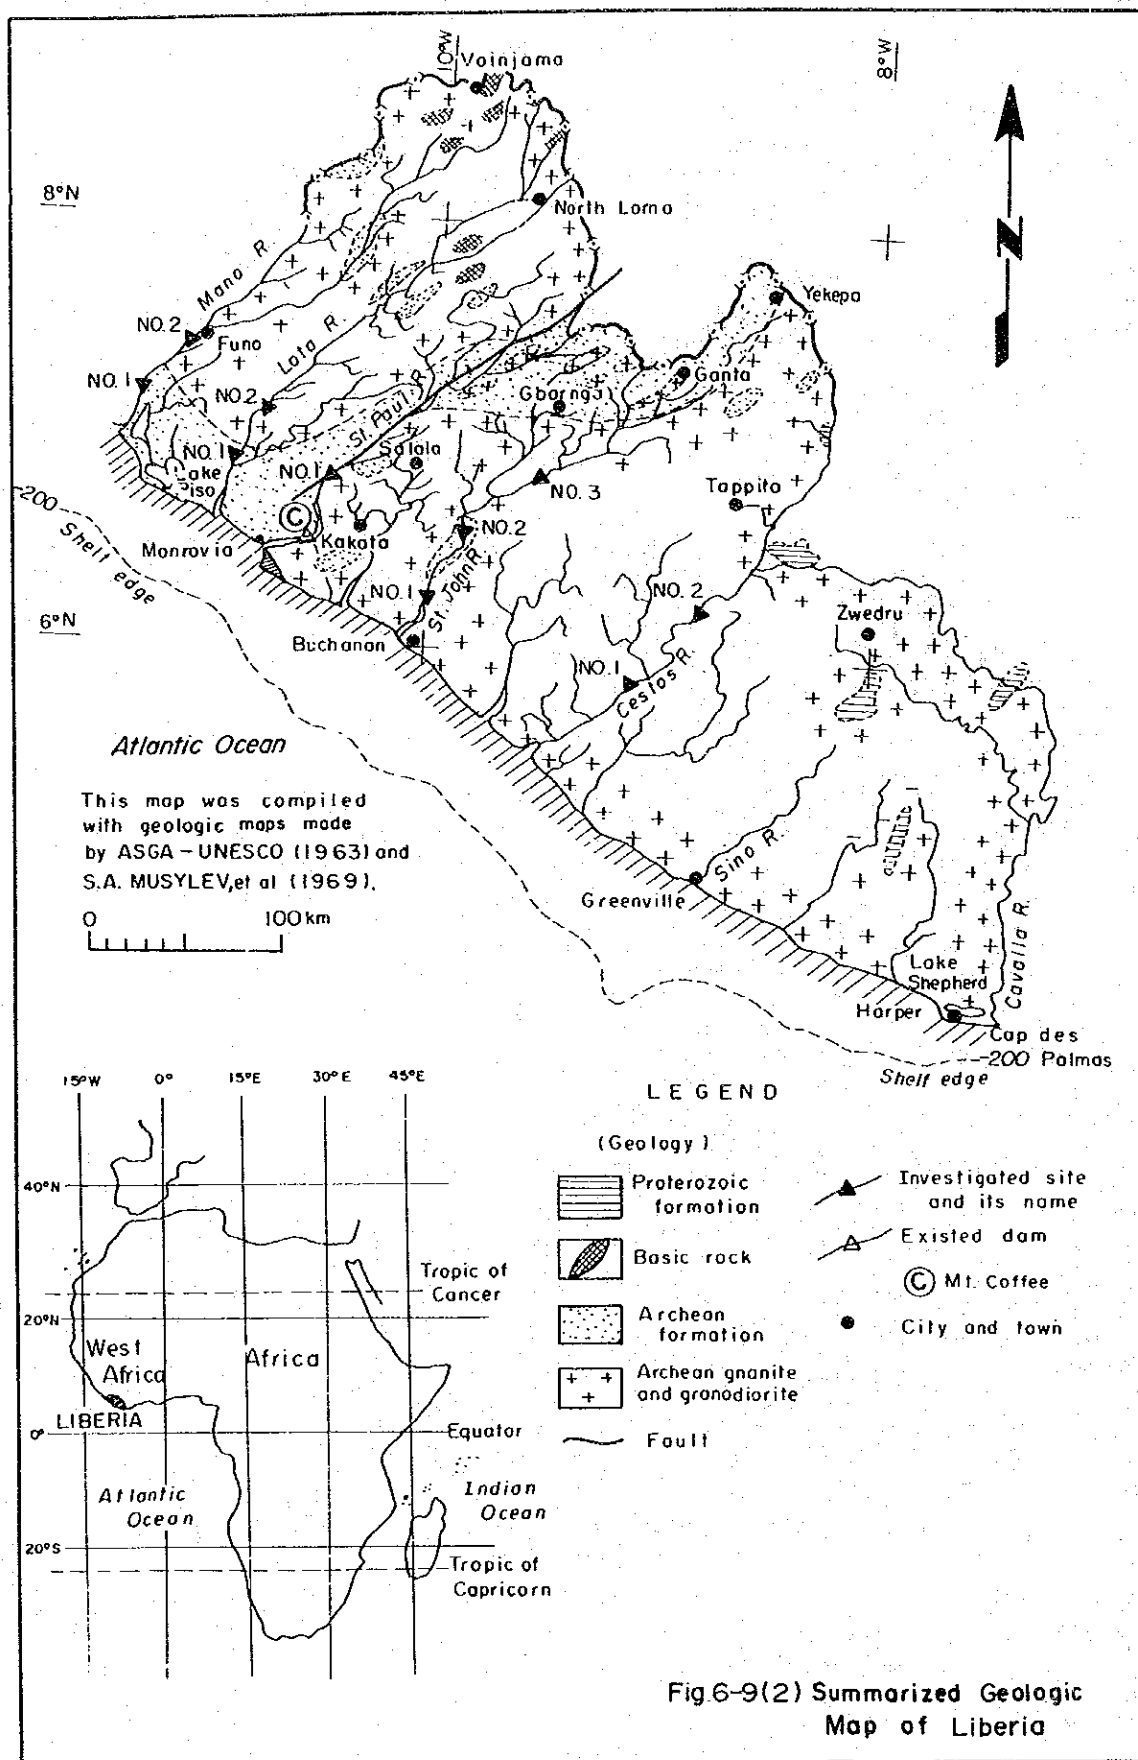 10°W
8°W
Voinjama
8°N
North Lorma
Mano R.
Yekepa
NO.2
Funo
Lofa R.
NO.1
NO.2
St. Paul R.
Gbarnga
Ganta
NO.1
Lake
Piso
NO.1
Salala
NO.3
Tappita
-200
Shelf edge
Monrovia
C
Kakata
NO.2
NO.1
St. John R.
NO.2
6°N
Zwedru
Buchanan
NO.1
Cestos R.
Atlantic Ocean
This map was compiled
with geologic maps made
by ASGA-UNESCO (1963) and
S.A. MUSYLEV, et al (1969).
0 100km
Sino R.
Greenville
Cavalla R.
Lake
Shepherd
Harper
Cap des
Palmas
-200
Shelf edge
N
15°W 0° 15°E 30°E 45°E
40°N
Tropic of
Cancer
20°N
West
Africa
Africa
LIBERIA
0°
Equator
Atlantic
Ocean
Indian
Ocean
20°S
Tropic of
Capricorn
LEGEND
(Geology)
Proterozoic
formation
Basic rock
Archean
formation
Archean gnanite
and granodiorite
Fault
Investigated site
and its name
Existed dam
C Mt. Coffee
City and town
Fig.6-9(2) Summarized Geologic
Map of Liberia